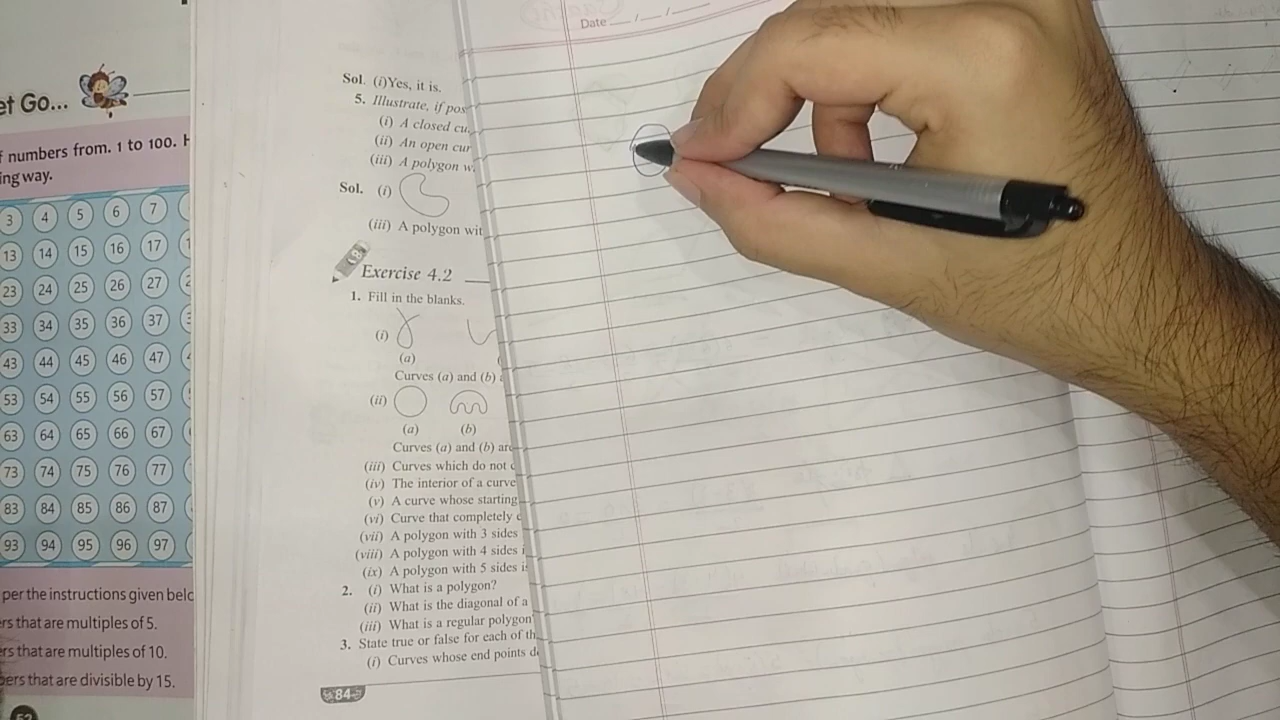 et Go...
f numbers from. 1 to 100. H
ing way.
3 4 5 6 7
13 14 15 16 17
23 24 25 26 27
33 34 35 36 37
43 44 45 46 47
53 54 55 56 57
63 64 65 66 67
73 74 75 76 77
83 84 85 86 87
93 94 95 96 97
per the instructions given belo
ers that are multiples of 5.
ers that are multiples of 10.
bers that are divisible by 15.
Sol. (i) Yes, it is.
5. Illustrate, if pos
(i) A closed cu
(ii) An open cur
(iii) A polygon w
Sol. (i)
(iii) A polygon wit
Exercise 4.2
1. Fill in the blanks.
(i)
(a)
Curves (a) and (b) a
(ii)
(a) (b)
Curves (a) and (b) are
(iii) Curves which do not c
(iv) The interior of a curve
(v) A curve whose starting
(vi) Curve that completely e
(vii) A polygon with 3 sides
(viii) A polygon with 4 sides i
(ix) A polygon with 5 sides is
2. (i) What is a polygon?
(ii) What is the diagonal of a
(iii) What is a regular polygon
3. State true or false for each of th
(i) Curves whose end points d
84
Date __/__/__